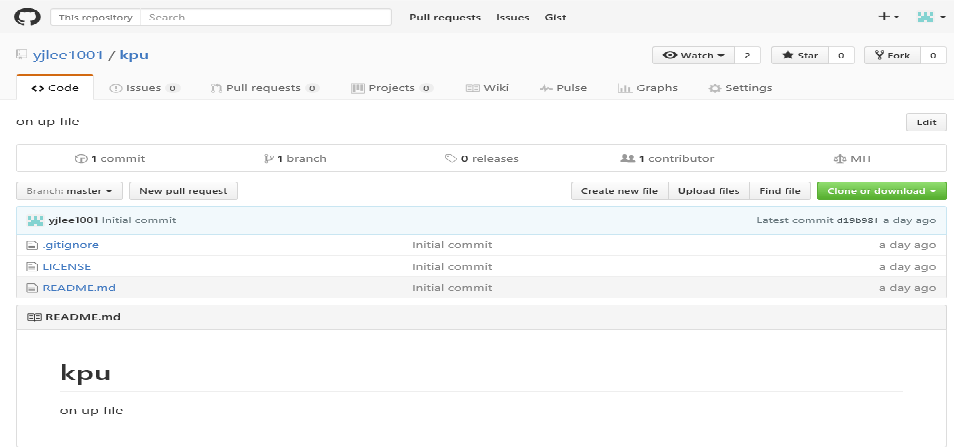 This repository Search Pull requests Issues Gist
yjlee1001 / kpu Watch 2 Star 0 Fork 0
Code Issues 0 Pull requests 0 Projects 0 Wiki Pulse Graphs Settings
on up file Edit
1 commit 1 branch 0 releases 1 contributor MIT
Branch: master New pull request Create new file Upload files Find file Clone or download
yjlee1001 Initial commit Latest commit d19b98f a day ago
.gitignore Initial commit a day ago
LICENSE Initial commit a day ago
README.md Initial commit a day ago
README.md
kpu
on up file